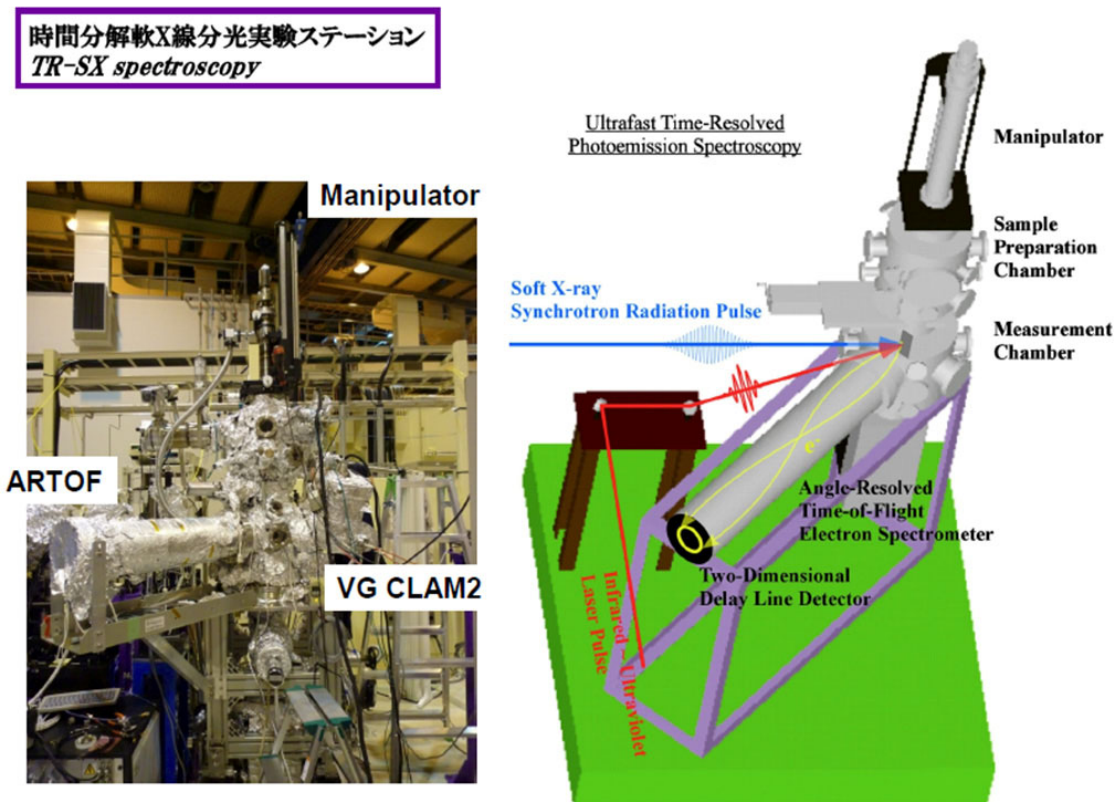 時間分解軟X線分光実験ステーション
TR-SX spectroscopy
Manipulator
ARTOF
VG CLAM2
Ultrafast Time-Resolved
Photoemission Spectroscopy
Manipulator
Sample
Preparation
Chamber
Soft X-ray
Synchrotron Radiation Pulse
Measurement
Chamber
e-
Angle-Resolved
Time-of-Flight
Electron Spectrometer
Two-Dimensional
Delay Line Detector
Infrared ~ Ultraviolet
Laser Pulse